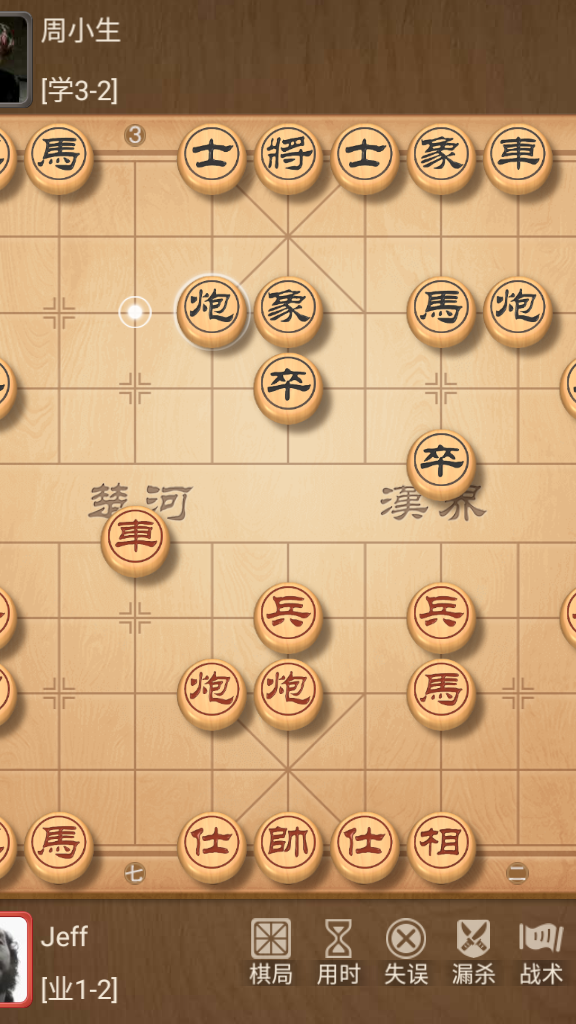 周小生
[学3-2]
馬 3 士 將 士 象 車
炮 象 馬 炮
卒
卒
楚河 漢界
車
兵 兵
炮 炮 馬
馬 七 仕 帥 仕 相 二
Jeff
[业1-2]
棋局 用时 失误 漏杀 战术